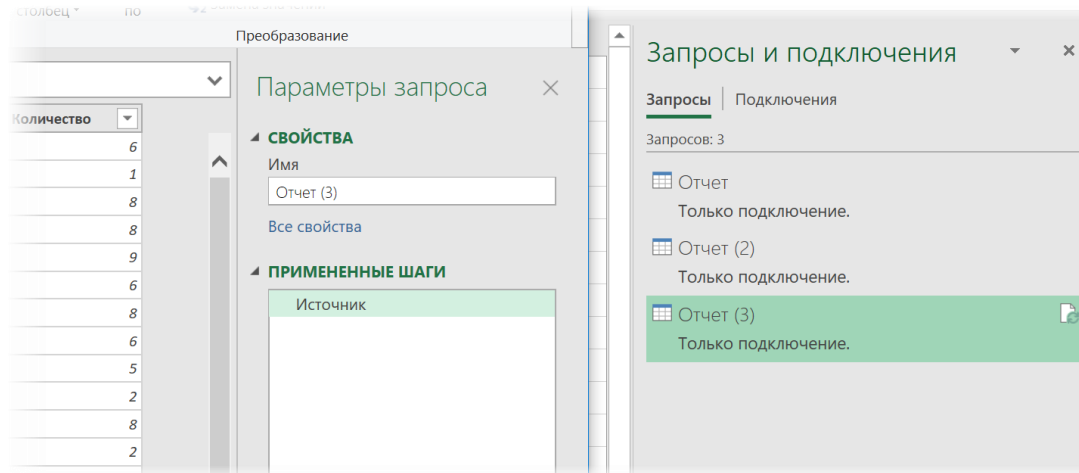 столбец
по
Замена значений
Преобразование
Количество
6
1
8
8
9
6
8
6
5
2
8
2
Параметры запроса
СВОЙСТВА
Имя
Отчет (3)
Все свойства
ПРИМЕНЕННЫЕ ШАГИ
Источник
Запросы и подключения
Запросы | Подключения
Запросов: 3
Отчет
Только подключение.
Отчет (2)
Только подключение.
Отчет (3)
Только подключение.